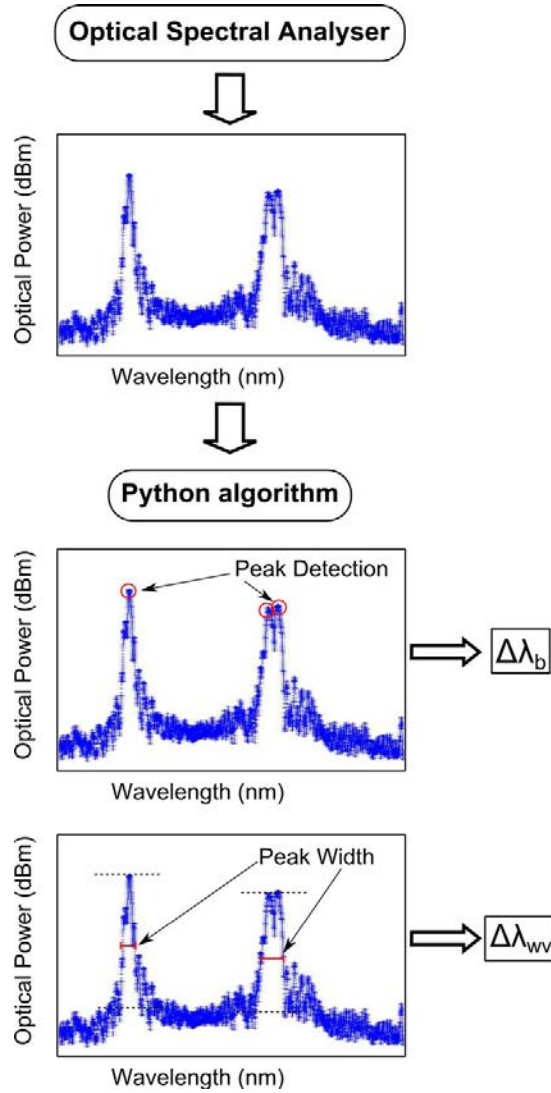 Optical Spectral Analyser
Optical Power (dBm)
Wavelength (nm)
Python algorithm
Optical Power (dBm)
Peak Detection
Δλb
Wavelength (nm)
Optical Power (dBm)
Peak Width
Δλwv
Wavelength (nm)